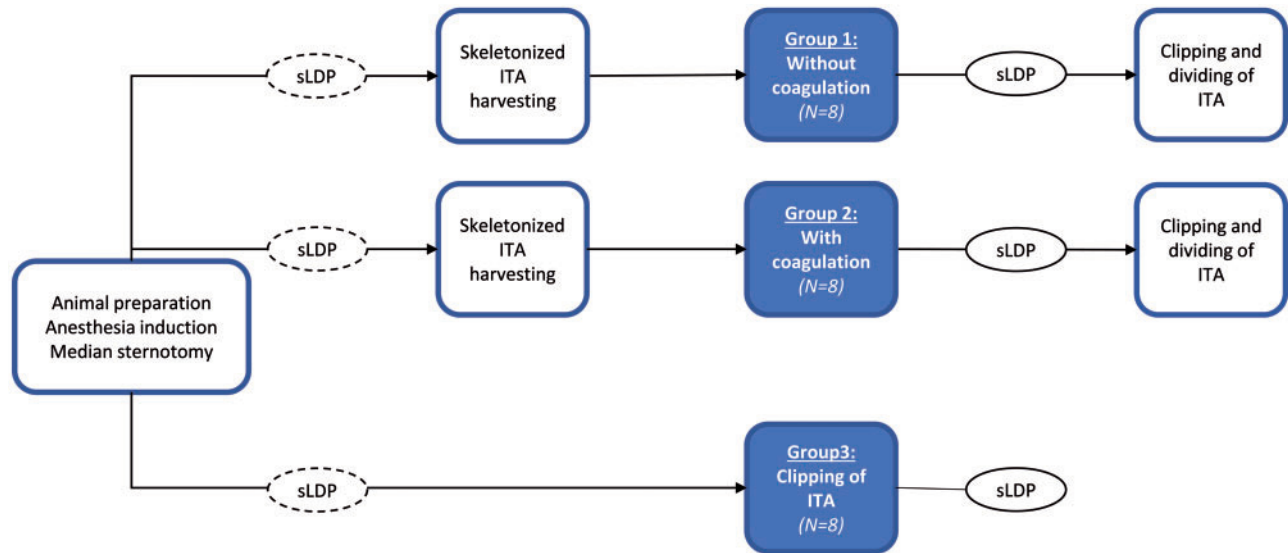 sLDP
Skeletonized
ITA
harvesting
Group 1:
Without
coagulation
(N=8)
sLDP
Clipping and
dividing of
ITA
sLDP
Skeletonized
ITA
harvesting
Group 2:
With
coagulation
(N=8)
sLDP
Clipping and
dividing of
ITA
Animal preparation
Anesthesia induction
Median sternotomy
sLDP
Group3:
Clipping of
ITA
(N=8)
sLDP